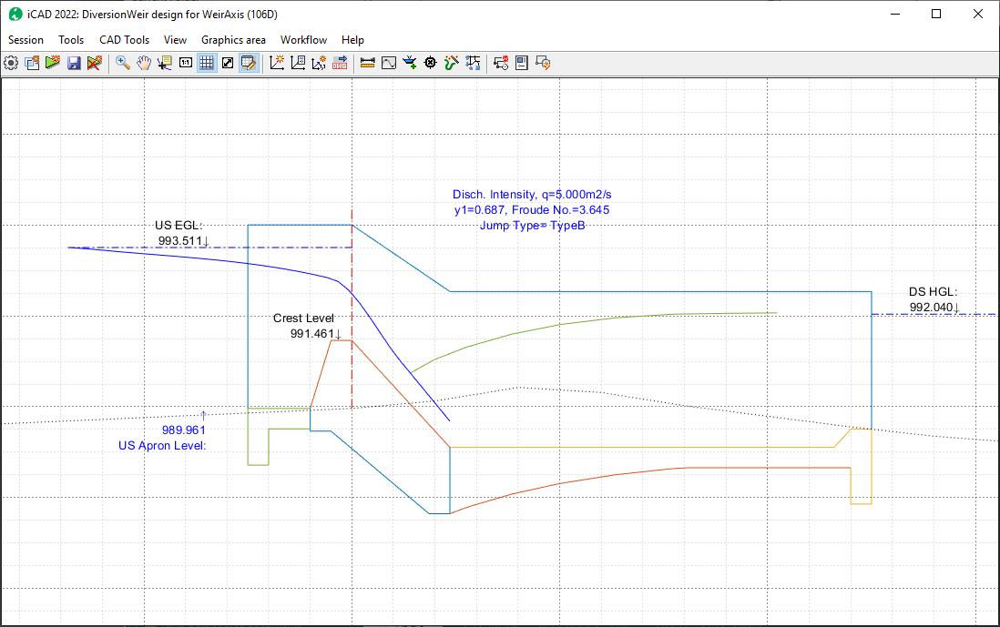 iCAD 2022: DiversionWeir design for WeirAxis (106D)
Session Tools CAD Tools View Graphics area Workflow Help
1:1
Disch. Intensity, q=5.000m2/s
y1=0.687, Froude No.=3.645
Jump Type= TypeB
US EGL:
993.511↓
DS HGL:
992.040↓
Crest Level
991.461↓
↑
989.961
US Apron Level: